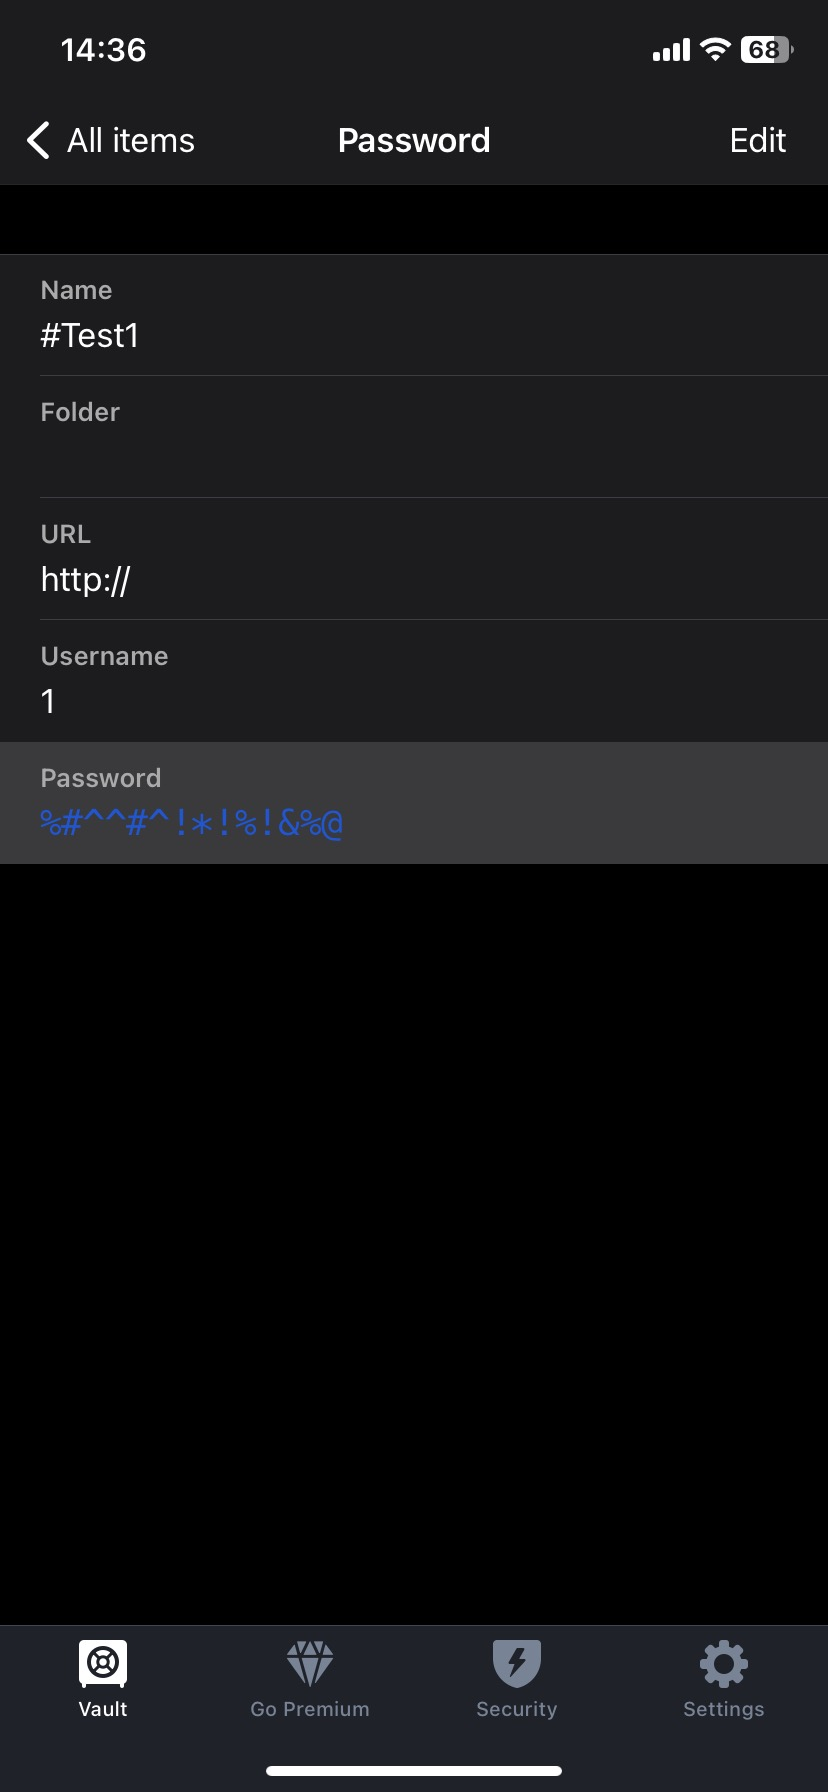 14:36
68
All items
Password
Edit
Name
#Test1
Folder
URL
http://
Username
1
Password
%#^^#^!*!%!&%@
Vault
Go Premium
Security
Settings